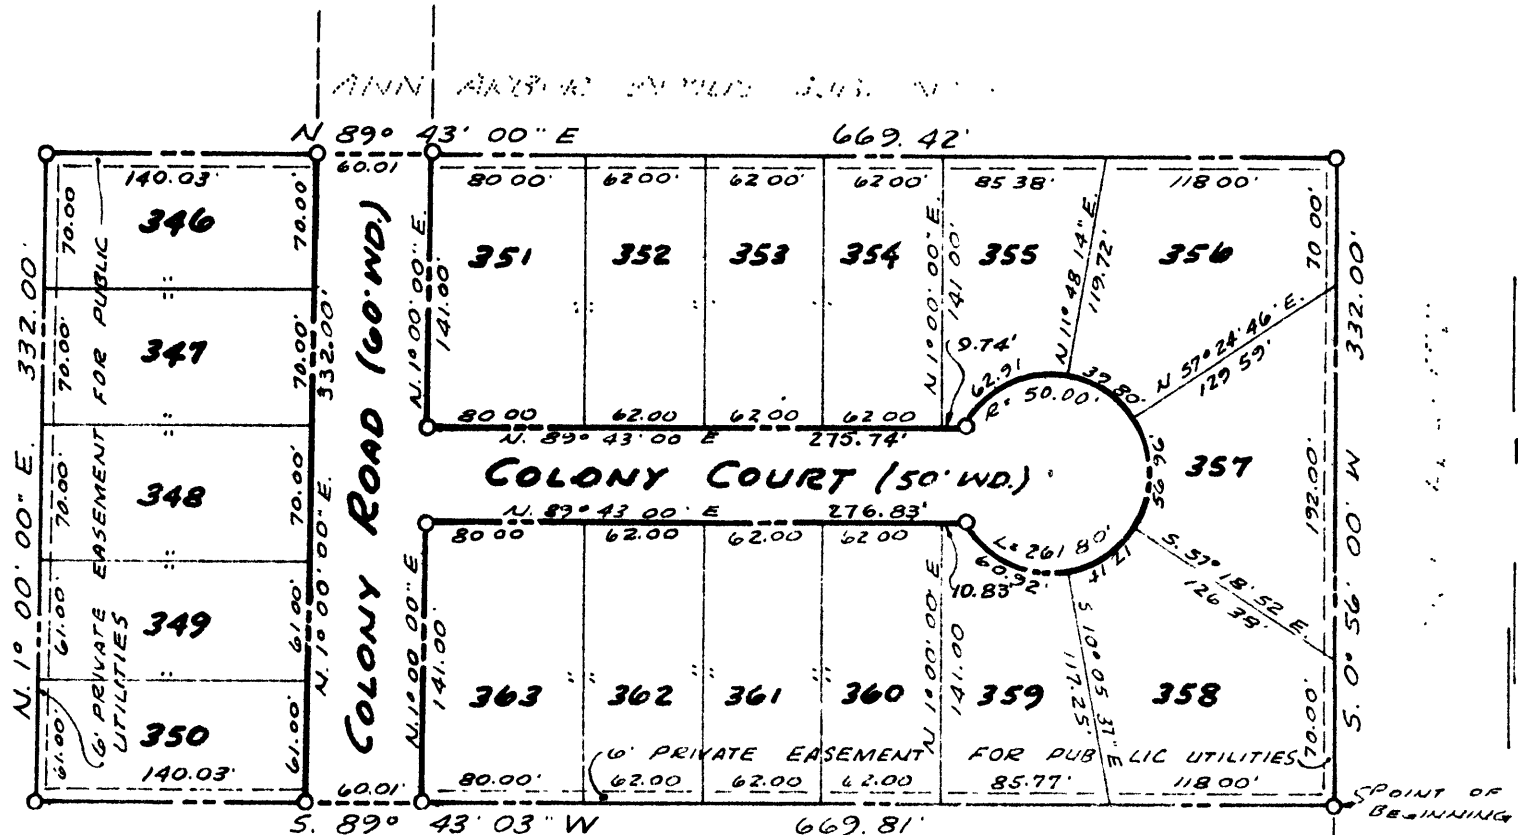 ANN ARBOR
N 89° 43' 00" E 669.42'
140.03' 60.01 80 00' 62 00' 62 00' 62 00' 85 38' 118 00'
70.00 70.00' 70 00'
346 351 352 353 354 355 356
N. 1° 00' 00" E. 141.00'
N 1° 00' 00" E. 141 00'
N 11° 48 14" E. 119.72'
N 57° 24' 46" E. 129 59'
N. 1° 00' 00" E. 332.00'
332.00'
S. 0° 56' 00" W
70.00' 70.00'
347
332.00'
COLONY ROAD (60' WD.)
9.74'
62.91
R= 50.00'
39 80'
80 00 62.00 62 00 62 00
N. 89° 43' 00 E 275.74'
COLONY COURT (50' WD.)
357
56 96'
192.00'
70.00' 70.00'
348
N. 1° 00' 00" E.
N. 89° 43 00' E 276.83'
80 00 62.00 62.00 62 00
L= 261 80'
60.92'
10.83'
S. 57° 18' 52 E. 126 38'
61.00' 61.00'
349
N. 1° 00 00" E 141.00'
N 1° 00' 00" E 141.00
S 10° 05 37" E 117.25'
363 362 361 360 359 358
70.00'
61.00' 61.00'
350
6' PRIVATE EASEMENT FOR PUBLIC
UTILITIES
6' PRIVATE EASEMENT FOR PUB LIC UTILITIES
140.03' 60.01' 80.00' 62.00 62.00 62.00 85.77' 118 00'
POINT OF
BEGINNING
S. 89° 43' 03" W 669.81'